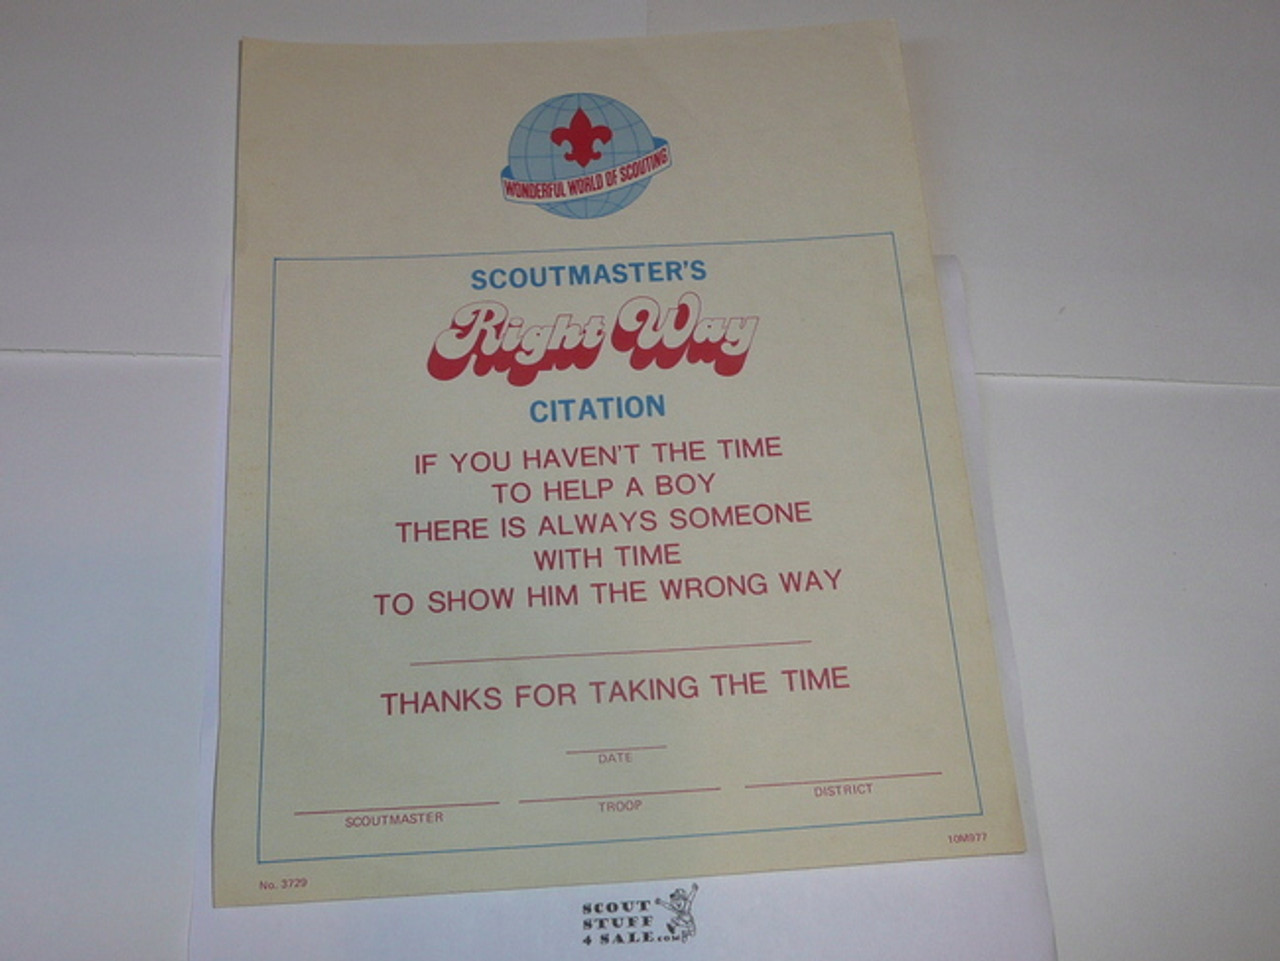 WONDERFUL WORLD OF SCOUTING
SCOUTMASTER'S
Right Way
CITATION
IF YOU HAVEN'T THE TIME
TO HELP A BOY
THERE IS ALWAYS SOMEONE
WITH TIME
TO SHOW HIM THE WRONG WAY
THANKS FOR TAKING THE TIME
DATE
SCOUTMASTER
TROOP
DISTRICT
No. 3729
10M977
SCOUT
STUFF
4 SALE.COM